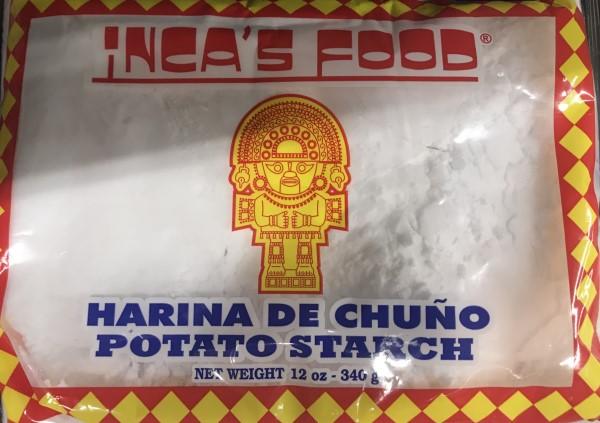 INCA'S FOOD®
HARINA DE CHUÑO
POTATO STARCH
NET WEIGHT 12 oz - 340 g